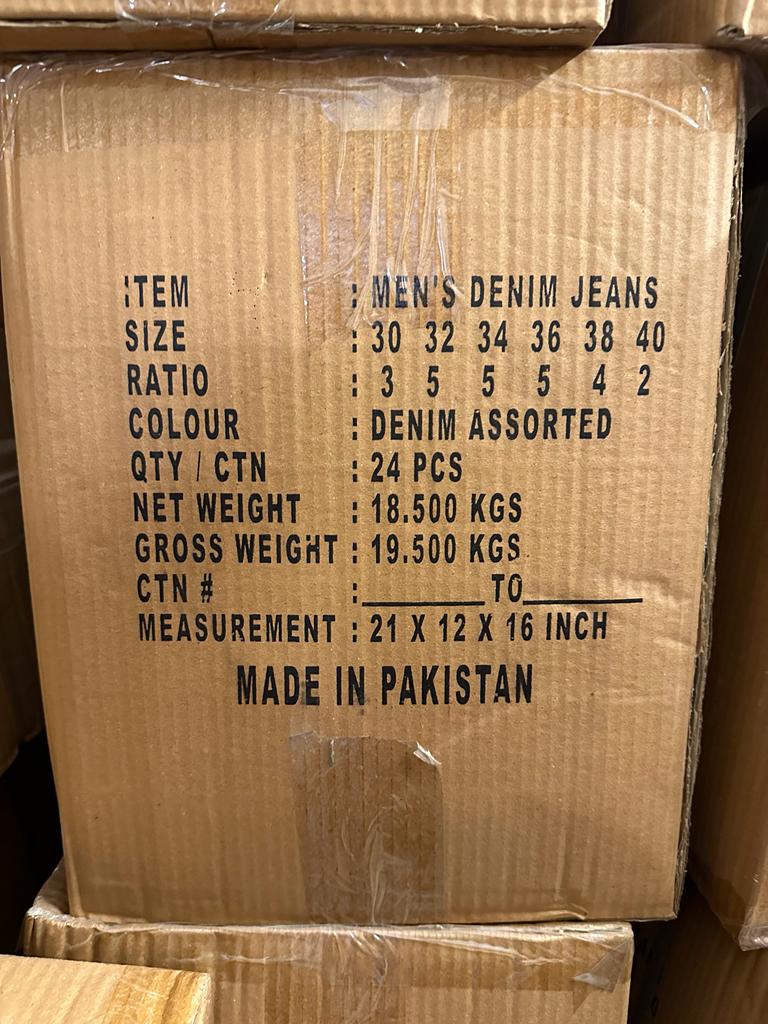 ITEM : MEN'S DENIM JEANS
SIZE : 30 32 34 36 38 40
RATIO : 3 5 5 5 4 2
COLOUR : DENIM ASSORTED
QTY / CTN : 24 PCS
NET WEIGHT : 18.500 KGS
GROSS WEIGHT : 19.500 KGS
CTN # :________ TO________
MEASUREMENT : 21 X 12 X 16 INCH
MADE IN PAKISTAN